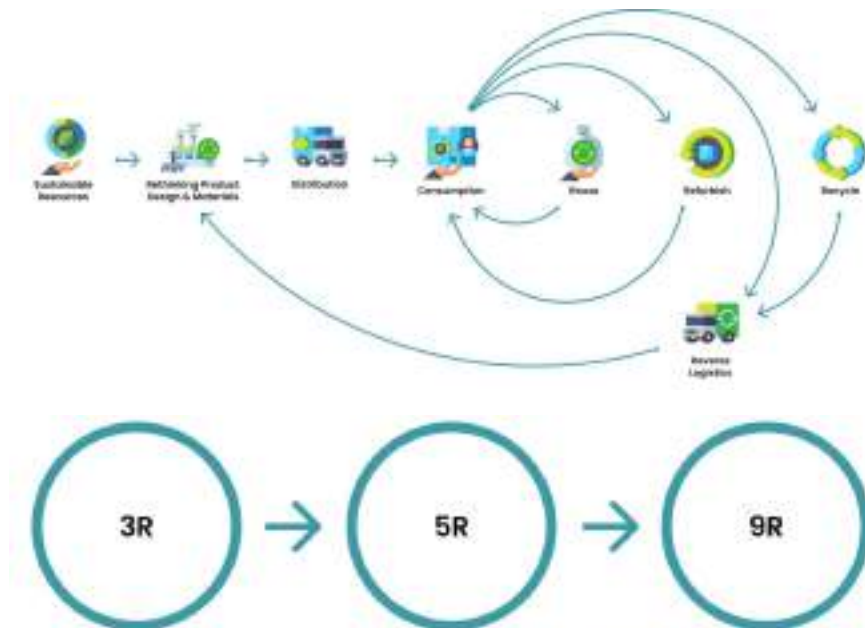 Sustainable
Resources
Rethinking Product
Design & Materials
Distribution
Consumption
Reuse
Refurbish
Recycle
Reverse
Logistics
3R
5R
9R